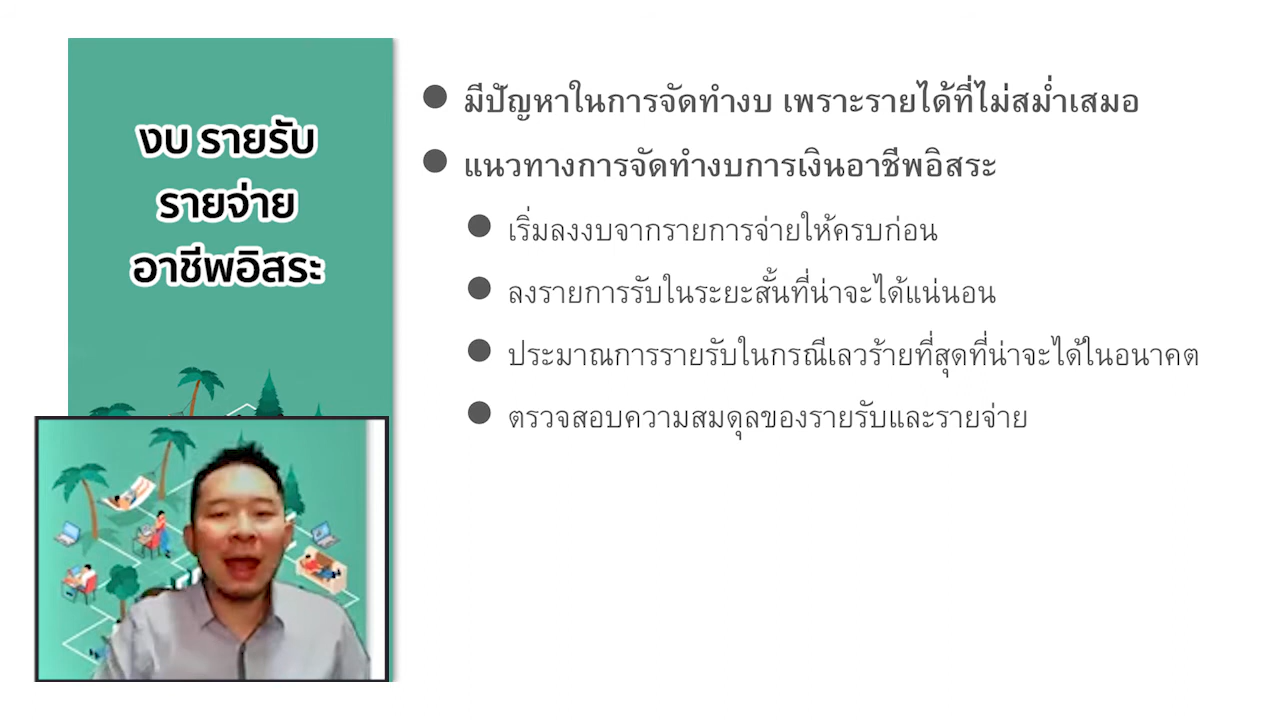 งบ รายรับ
รายจ่าย
อาชีพอิสระ
มีปัญหาในการจัดทำงบ เพราะรายได้ที่ไม่สม่ำเสมอ
แนวทางการจัดทำงบการเงินอาชีพอิสระ
เริ่มลงงบจากรายการจ่ายให้ครบก่อน
ลงรายการรับในระยะสั้นที่น่าจะได้แน่นอน
ประมาณการรายรับในกรณีเลวร้ายที่สุดที่น่าจะได้ในอนาคต
ตรวจสอบความสมดุลของรายรับและรายจ่าย